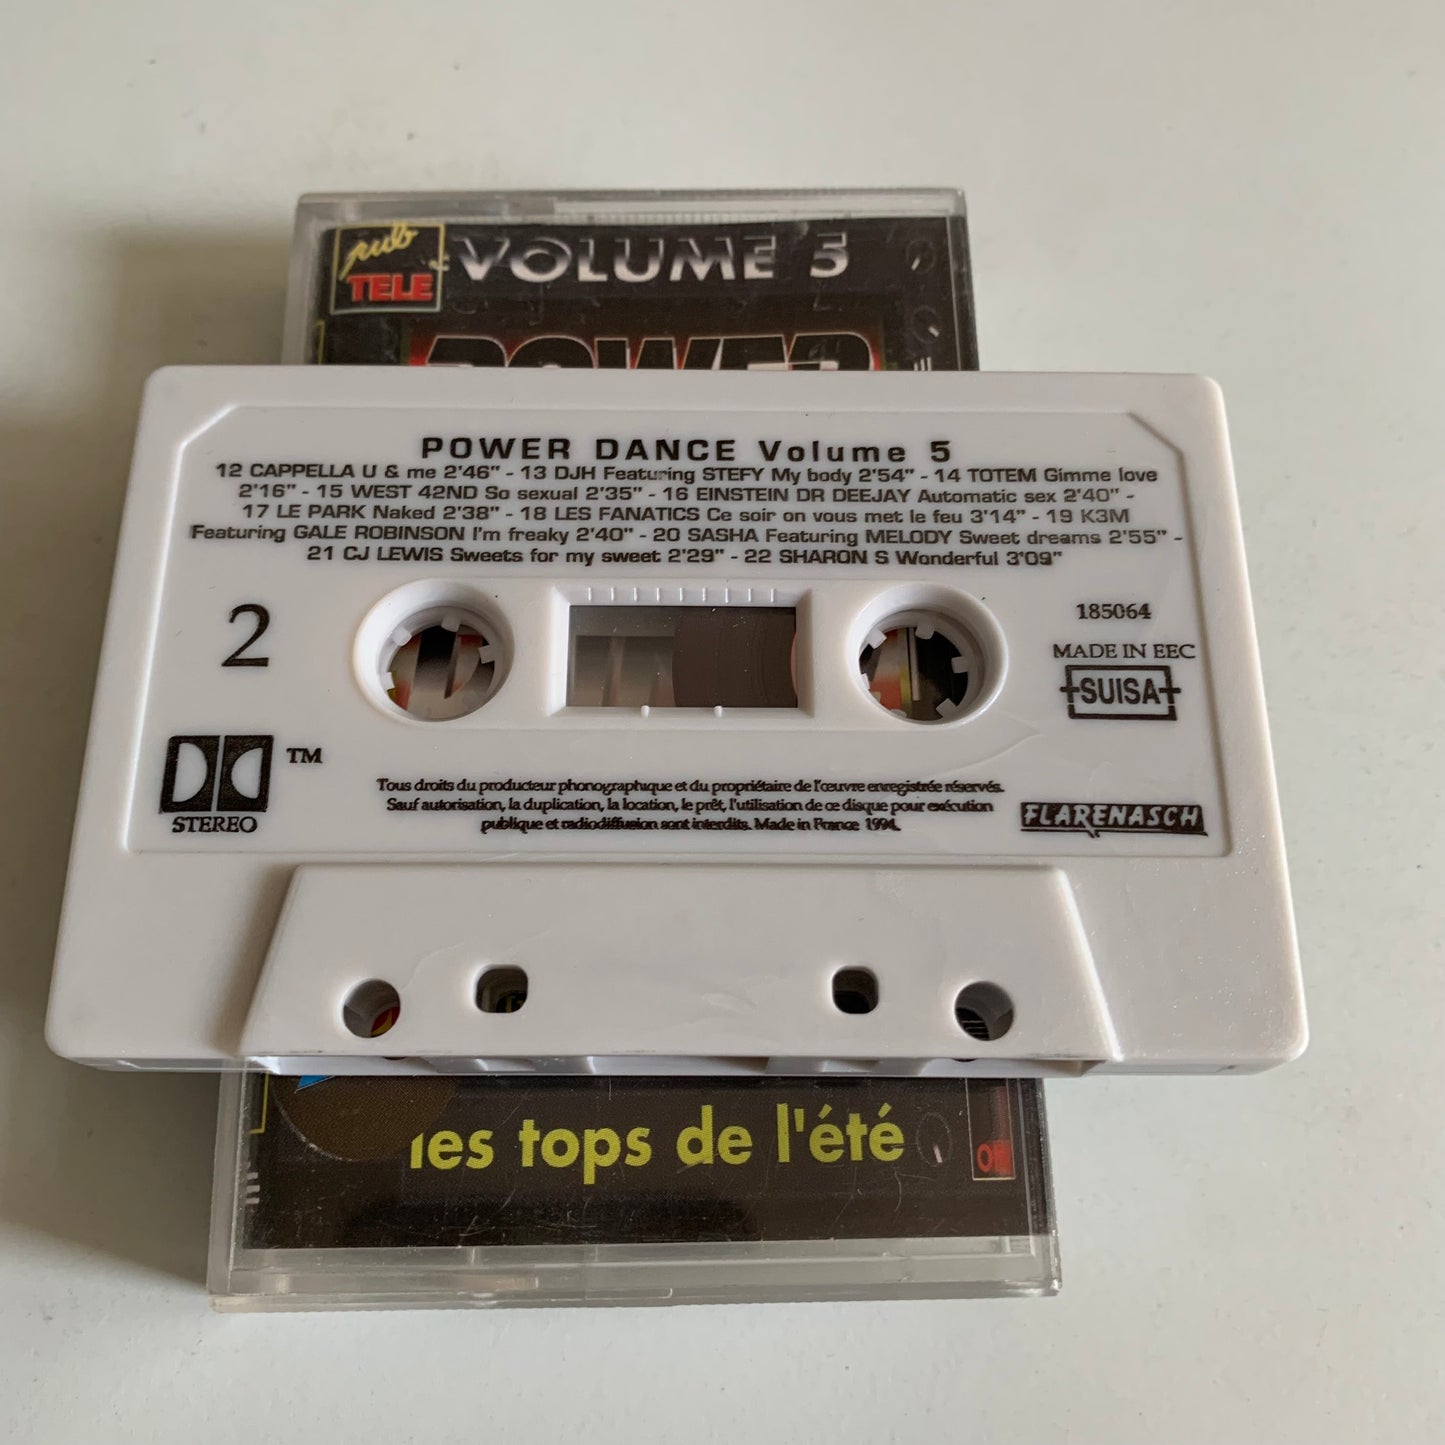 pub
TELE
VOLUME 5
POWER
POWER DANCE Volume 5
12 CAPPELLA U & me 2'46" - 13 DJH Featuring STEFY My body 2'54" - 14 TOTEM Gimme love
2'16" - 15 WEST 42ND So sexual 2'35" - 16 EINSTEIN DR DEEJAY Automatic sex 2'40" -
17 LE PARK Naked 2'38" - 18 LES FANATICS Ce soir on vous met le feu 3'14" - 19 K3M
Featuring GALE ROBINSON I'm freaky 2'40" - 20 SASHA Featuring MELODY Sweet dreams 2'55" -
21 CJ LEWIS Sweets for my sweet 2'29" - 22 SHARON S Wonderful 3'09"
2
185064
MADE IN EEC
SUISA
TM
STEREO
Tous droits du producteur phonographique et du propriétaire de l'œuvre enregistrée réservés.
Sauf autorisation, la duplication, la location, le prêt, l'utilisation de ce disque pour exécution
publique et radiodiffusion sont interdits. Made in France 1994.
FLARENASCH
les tops de l'été